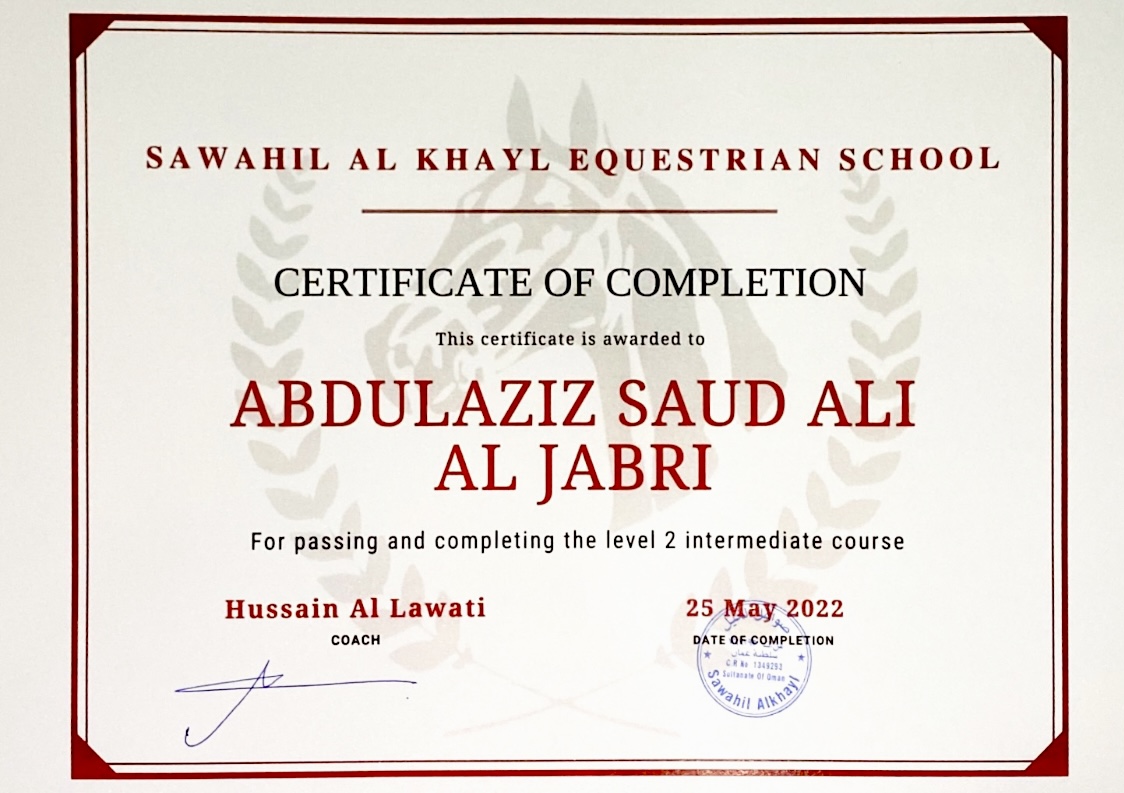 SAWAHIL AL KHAYL EQUESTRIAN SCHOOL
CERTIFICATE OF COMPLETION
This certificate is awarded to
ABDULAZIZ SAUD ALI
AL JABRI
For passing and completing the level 2 intermediate course
Hussain Al Lawati
COACH
25 May 2022
DATE OF COMPLETION
سلطنة عمان
C.R No 1349293
Sultanate Of Oman
Sawahil Alkhayl